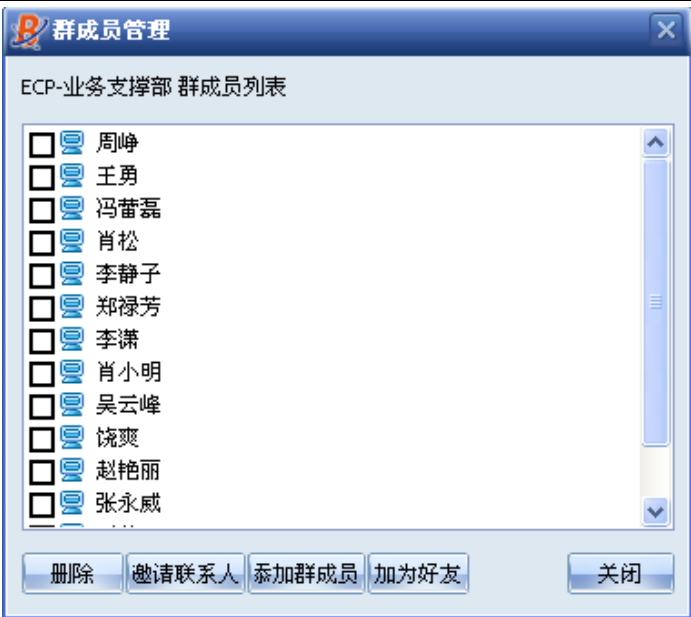 群成员管理
ECP-业务支撑部 群成员列表
周峥
王勇
冯蕾磊
肖松
李静子
郑禄芳
李潇
肖小明
吴云峰
饶爽
赵艳丽
张永威
删除 邀请联系人 添加群成员 加为好友 关闭